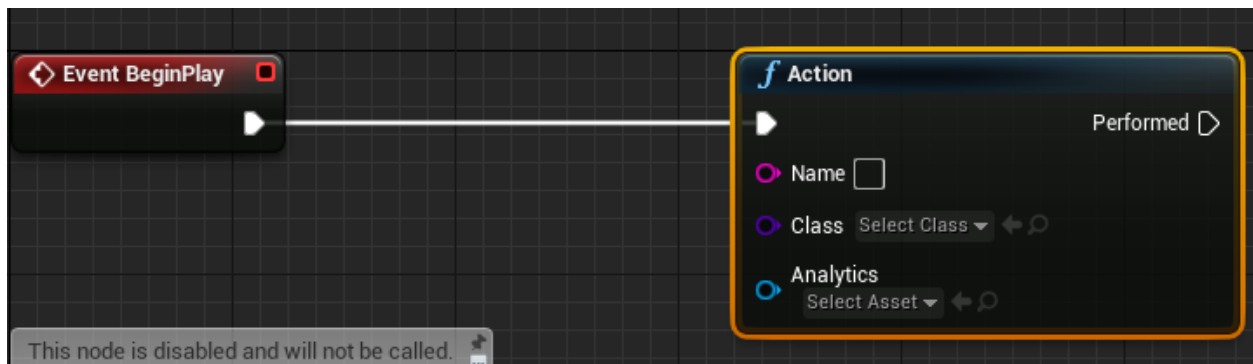 Event BeginPlay
f Action
Performed
Name
Class Select Class
Analytics
Select Asset
This node is disabled and will not be called.